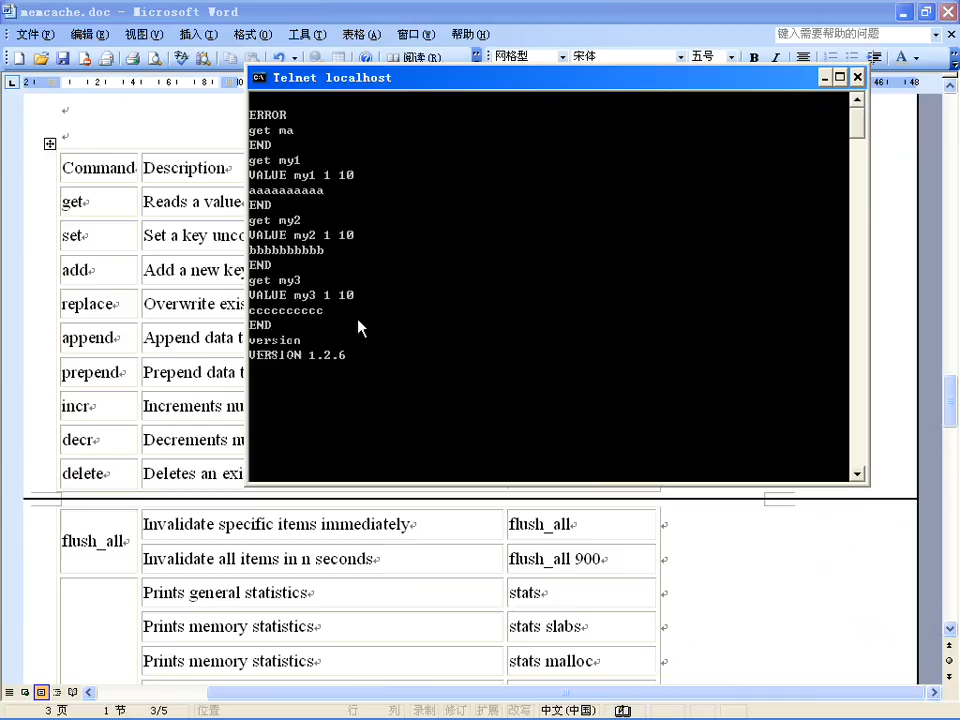 memcache.doc - Microsoft Word
文件(F) 编辑(E) 视图(V) 插入(I) 格式(O) 工具(T) 表格(A) 窗口(W) 帮助(H) 键入需要帮助的问题
阅读(R) 网格型 宋体 五号 B I A
Telnet localhost
ERROR
get ma
END
get my1
VALUE my1 1 10
aaaaaaaaaa
END
get my2
VALUE my2 1 10
bbbbbbbbbb
END
get my3
VALUE my3 1 10
cccccccccc
END
version
VERSION 1.2.6
Command Description
get Reads a value
set Set a key unco
add Add a new key
replace Overwrite exis
append Append data t
prepend Prepend data t
incr Increments nu
decr Decrements nu
delete Deletes an exi
flush_all
Invalidate specific items immediately flush_all
Invalidate all items in n seconds flush_all 900
Prints general statistics stats
Prints memory statistics stats slabs
Prints memory statistics stats malloc
3 页 1 节 3/5 位置 行 列 录制 修订 扩展 改写 中文(中国)